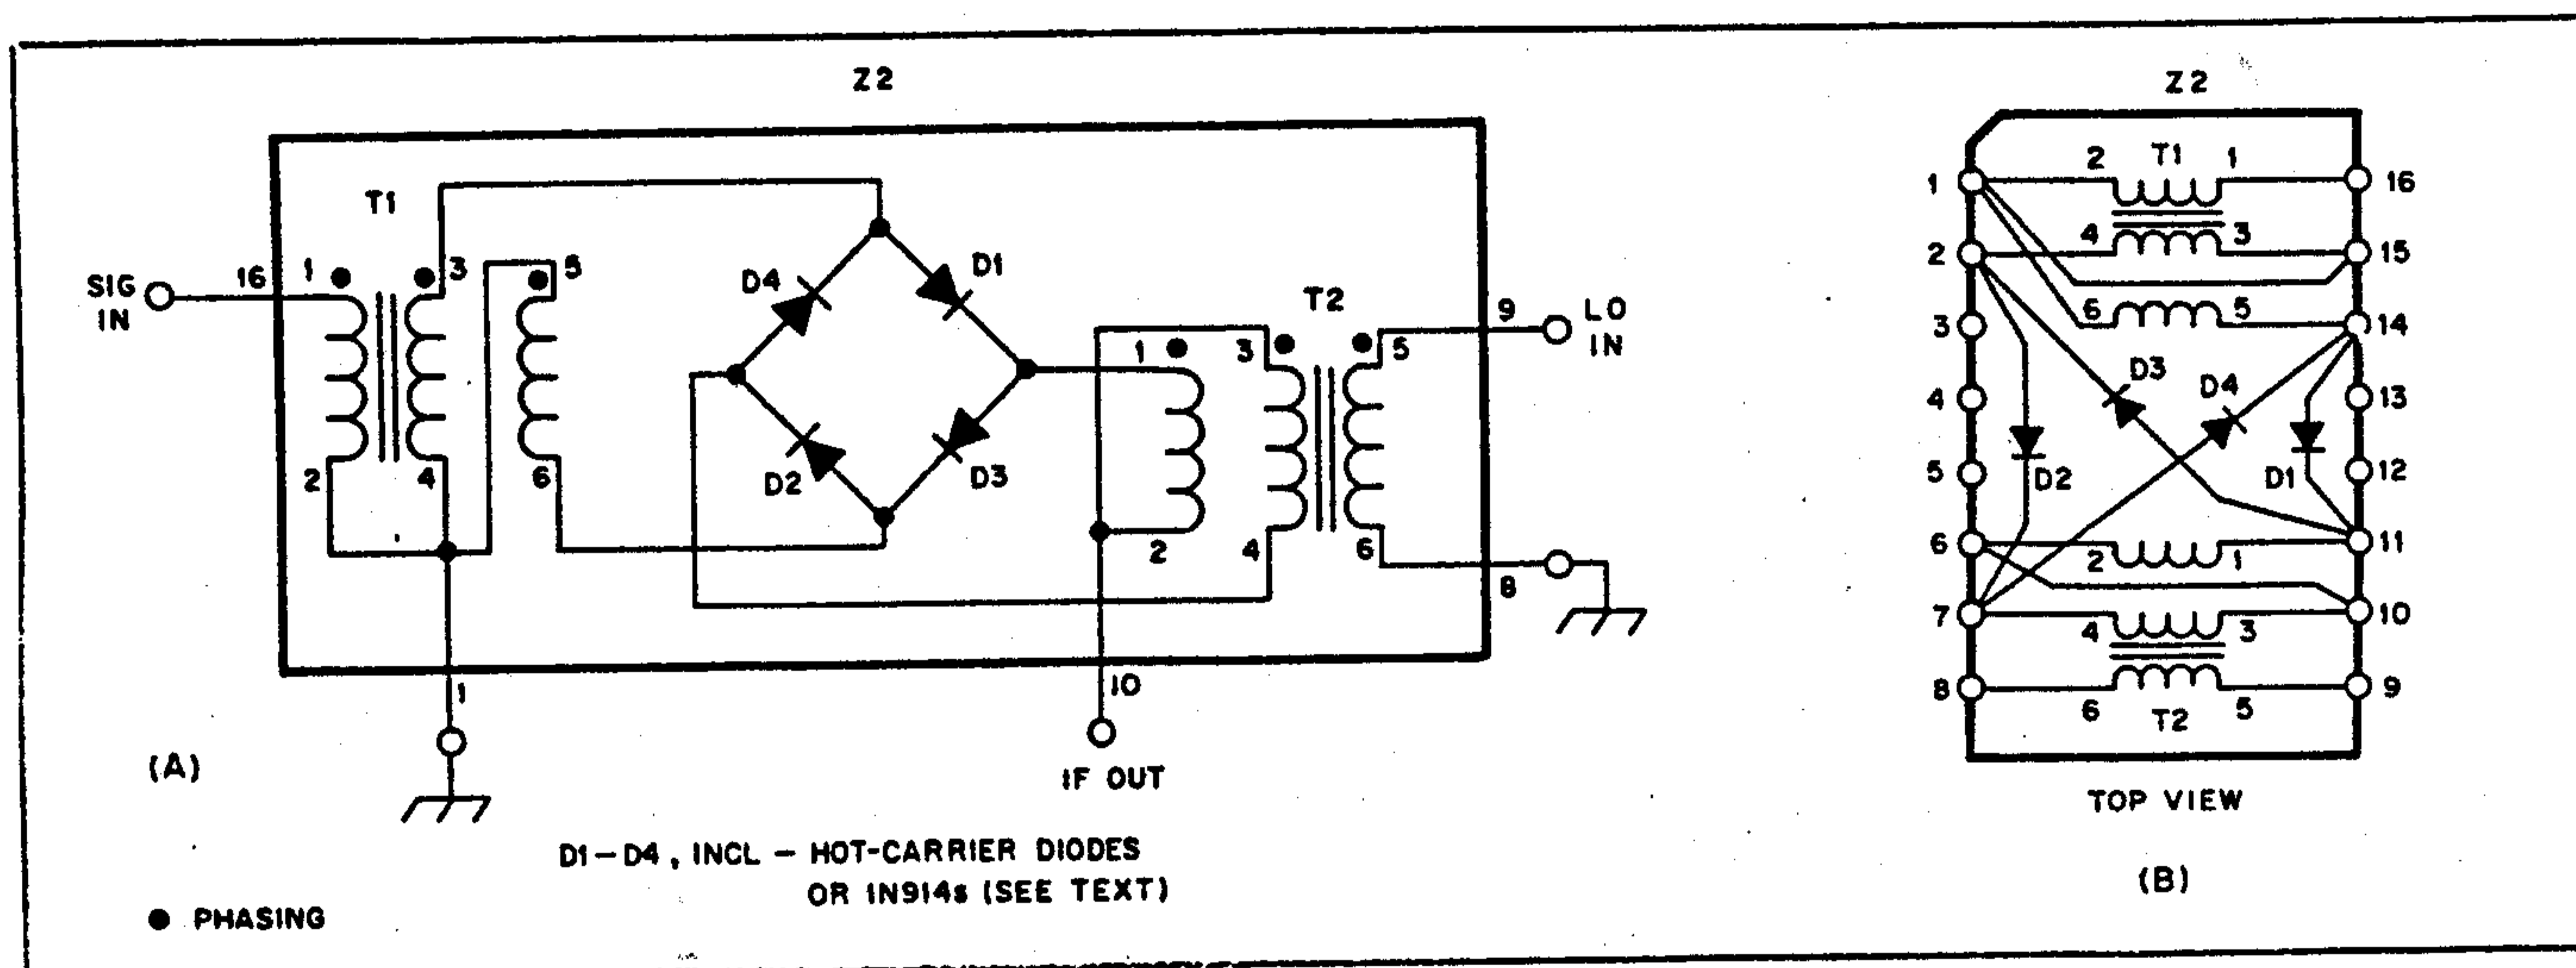 Z2
T1
SIG IN
16
1
3
5
2
4
6
D4
D1
D2
D3
T2
1
3
5
2
4
6
9
LO IN
8
1
10
IF OUT
(A)
D1–D4, INCL – HOT-CARRIER DIODES
OR 1N914s (SEE TEXT)
● PHASING
Z2
2 T1 1
1
16
4
3
2
15
6
5
3
14
D3
D4
4
13
D2
D1
5
12
6
2
1
11
7
4
3
10
8
6
5
9
T2
TOP VIEW
(B)